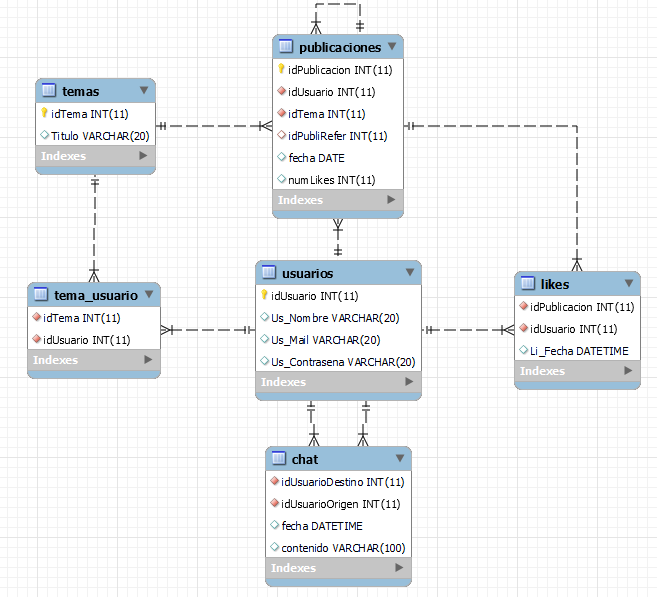 publicaciones
idPublicacion INT(11)
idUsuario INT(11)
idTema INT(11)
idPubliRefer INT(11)
fecha DATE
numLikes INT(11)
Indexes
temas
idTema INT(11)
Titulo VARCHAR(20)
Indexes
tema_usuario
idTema INT(11)
idUsuario INT(11)
Indexes
usuarios
idUsuario INT(11)
Us_Nombre VARCHAR(20)
Us_Mail VARCHAR(20)
Us_Contrasena VARCHAR(20)
Indexes
likes
idPublicacion INT(11)
idUsuario INT(11)
Li_Fecha DATETIME
Indexes
chat
idUsuarioDestino INT(11)
idUsuarioOrigen INT(11)
fecha DATETIME
contenido VARCHAR(100)
Indexes